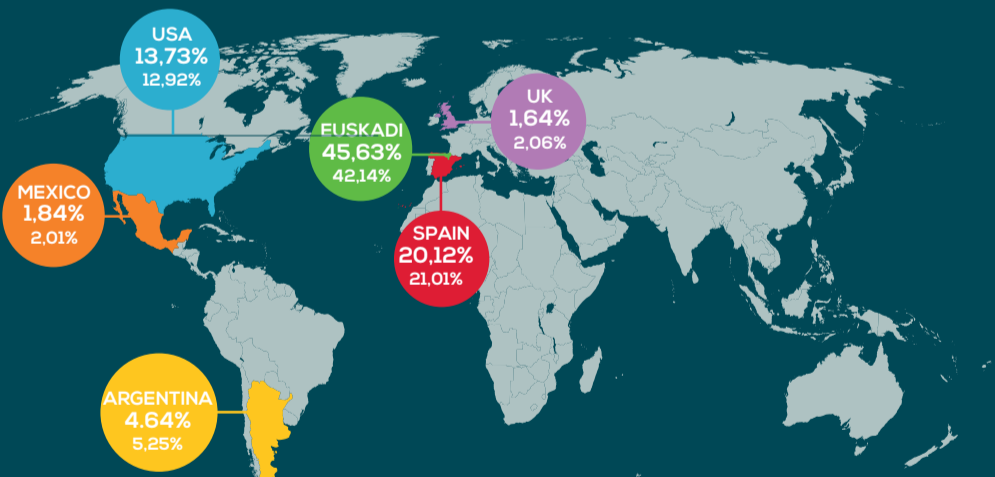 USA
13,73%
12,92%
UK
1,64%
2,06%
EUSKADI
45,63%
42,14%
MEXICO
1,84%
2,01%
SPAIN
20,12%
21,01%
ARGENTINA
4.64%
5,25%